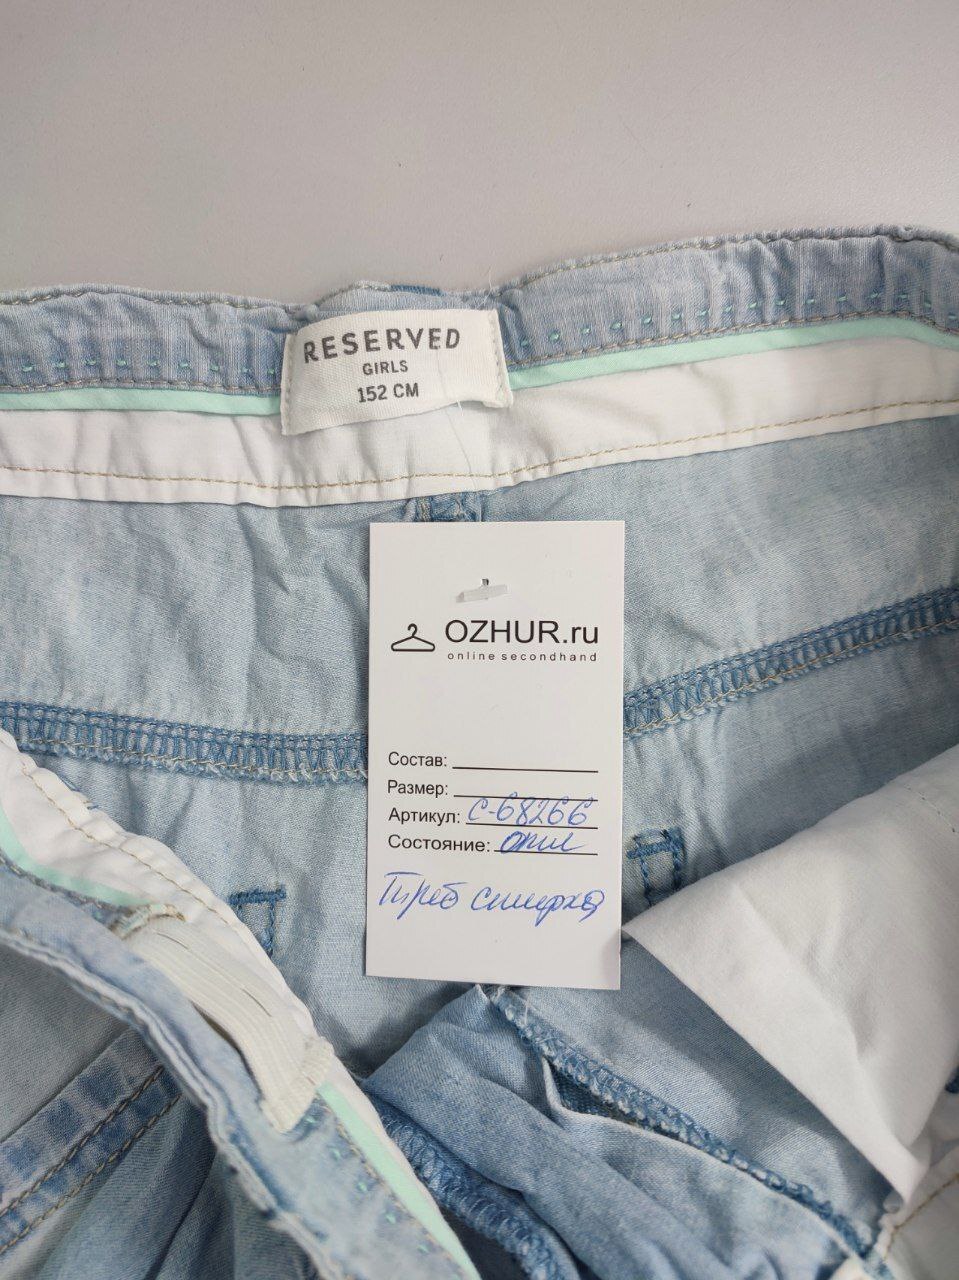 RESERVED
GIRLS
152 CM
OZHUR.ru
online secondhand
Состав:
Размер:
Артикул: С-68266
Состояние: отл
Треб стирка